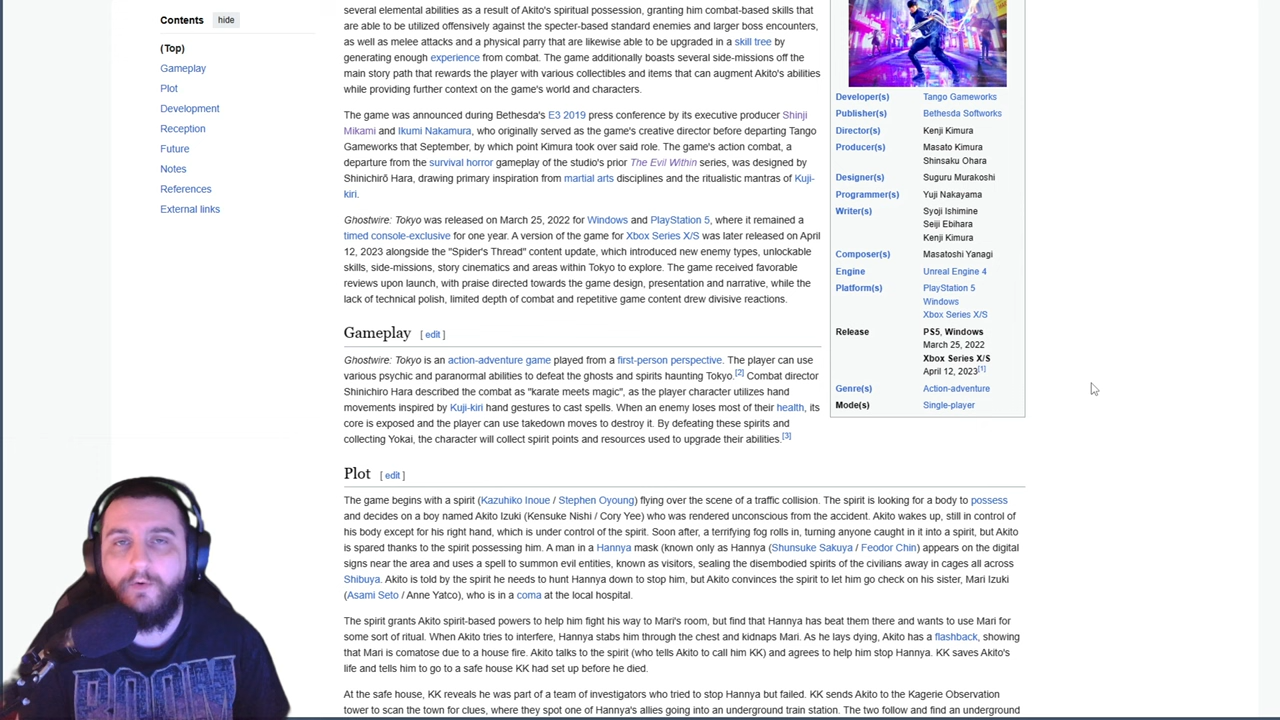 Contents hide
(Top)
Gameplay
Plot
Development
Reception
Future
Notes
References
External links
several elemental abilities as a result of Akito's spiritual possession, granting him combat-based skills that
are able to be utilized offensively against the specter-based standard enemies and larger boss encounters,
as well as melee attacks and a physical parry that are likewise able to be upgraded in a skill tree by
generating enough experience from combat. The game additionally boasts several side-missions off the
main story path that rewards the player with various collectibles and items that can augment Akito's abilities
while providing further context on the game's world and characters.
The game was announced during Bethesda's E3 2019 press conference by its executive producer Shinji
Mikami and Ikumi Nakamura, who originally served as the game's creative director before departing Tango
Gameworks that September, by which point Kimura took over said role. The game's action combat, a
departure from the survival horror gameplay of the studio's prior The Evil Within series, was designed by
Shinichirō Hara, drawing primary inspiration from martial arts disciplines and the ritualistic mantras of Kuji-
kiri.
Ghostwire: Tokyo was released on March 25, 2022 for Windows and PlayStation 5, where it remained a
timed console-exclusive for one year. A version of the game for Xbox Series X/S was later released on April
12, 2023 alongside the "Spider's Thread" content update, which introduced new enemy types, unlockable
skills, side-missions, story cinematics and areas within Tokyo to explore. The game received favorable
reviews upon launch, with praise directed towards the game design, presentation and narrative, while the
lack of technical polish, limited depth of combat and repetitive game content drew divisive reactions.
Developer(s) Tango Gameworks
Publisher(s) Bethesda Softworks
Director(s) Kenji Kimura
Producer(s) Masato Kimura
Shinsaku Ohara
Designer(s) Suguru Murakoshi
Programmer(s) Yuji Nakayama
Writer(s) Syoji Ishimine
Seiji Ebihara
Kenji Kimura
Composer(s) Masatoshi Yanagi
Engine Unreal Engine 4
Platform(s) PlayStation 5
Windows
Xbox Series X/S
Release PS5, Windows
March 25, 2022
Xbox Series X/S
April 12, 2023[1]
Genre(s) Action-adventure
Mode(s) Single-player
Gameplay [ edit ]
Ghostwire: Tokyo is an action-adventure game played from a first-person perspective. The player can use
various psychic and paranormal abilities to defeat the ghosts and spirits haunting Tokyo.[2] Combat director
Shinichiro Hara described the combat as "karate meets magic", as the player character utilizes hand
movements inspired by Kuji-kiri hand gestures to cast spells. When an enemy loses most of their health, its
core is exposed and the player can use takedown moves to destroy it. By defeating these spirits and
collecting Yokai, the character will collect spirit points and resources used to upgrade their abilities.[3]
Plot [ edit ]
The game begins with a spirit (Kazuhiko Inoue / Stephen Oyoung) flying over the scene of a traffic collision. The spirit is looking for a body to possess
and decides on a boy named Akito Izuki (Kensuke Nishi / Cory Yee) who was rendered unconscious from the accident. Akito wakes up, still in control of
his body except for his right hand, which is under control of the spirit. Soon after, a terrifying fog rolls in, turning anyone caught in it into a spirit, but Akito
is spared thanks to the spirit possessing him. A man in a Hannya mask (known only as Hannya (Shunsuke Sakuya / Feodor Chin) appears on the digital
signs near the area and uses a spell to summon evil entities, known as visitors, sealing the disembodied spirits of the civilians away in cages all across
Shibuya. Akito is told by the spirit he needs to hunt Hannya down to stop him, but Akito convinces the spirit to let him go check on his sister, Mari Izuki
(Asami Seto / Anne Yatco), who is in a coma at the local hospital.
The spirit grants Akito spirit-based powers to help him fight his way to Mari's room, but find that Hannya has beat them there and wants to use Mari for
some sort of ritual. When Akito tries to interfere, Hannya stabs him through the chest and kidnaps Mari. As he lays dying, Akito has a flashback, showing
that Mari is comatose due to a house fire. Akito talks to the spirit (who tells Akito to call him KK) and agrees to help him stop Hannya. KK saves Akito's
life and tells him to go to a safe house KK had set up before he died.
At the safe house, KK reveals he was part of a team of investigators who tried to stop Hannya but failed. KK sends Akito to the Kagerie Observation
tower to scan the town for clues, where they spot one of Hannya's allies going into an underground train station. The two follow and find an underground
DOOM